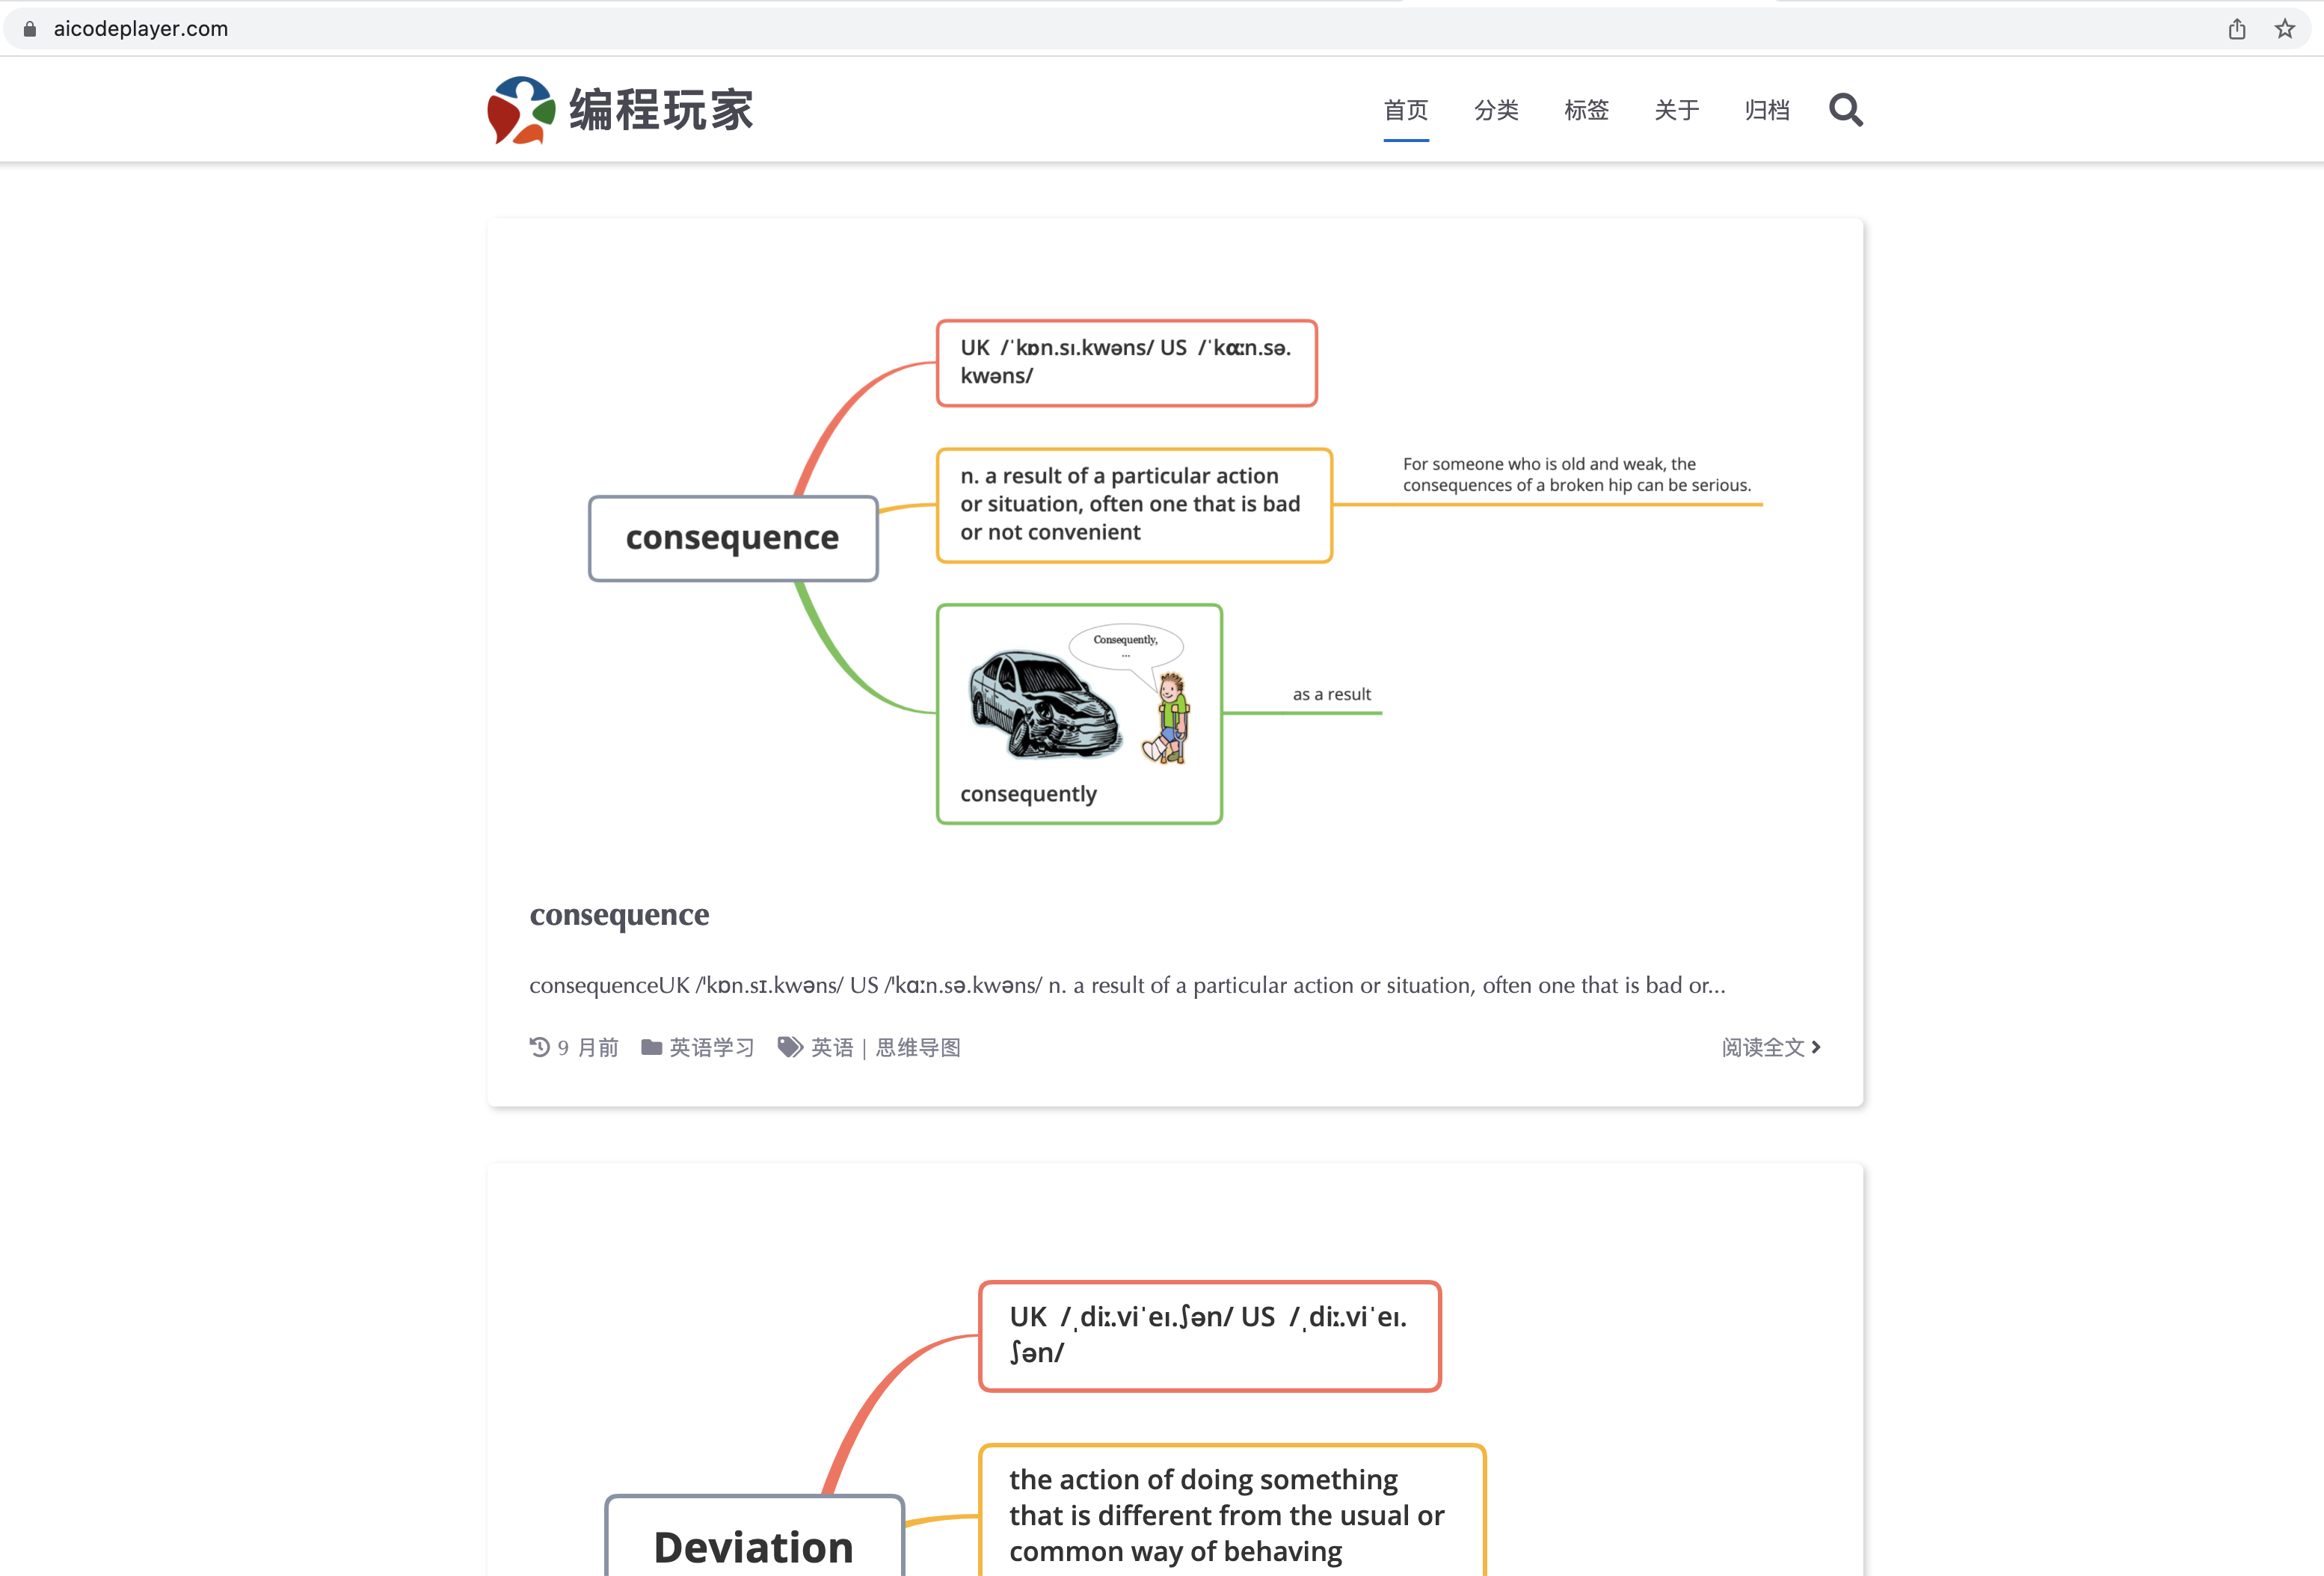 aicodeplayer.com
编程玩家
首页 分类 标签 关于 归档
UK /ˈkɒn.sɪ.kwəns/ US /ˈkɑːn.sə.
kwəns/
n. a result of a particular action
or situation, often one that is bad
or not convenient
For someone who is old and weak, the
consequences of a broken hip can be serious.
consequence
Consequently,
...
as a result
consequently
consequence
consequenceUK /ˈkɒn.sɪ.kwəns/ US /ˈkɑːn.sə.kwəns/ n. a result of a particular action or situation, often one that is bad or...
9 月前 英语学习 英语 | 思维导图 阅读全文
UK /ˌdiː.viˈeɪ.ʃən/ US /ˌdiː.viˈeɪ.
ʃən/
the action of doing something
that is different from the usual or
common way of behaving
Deviation